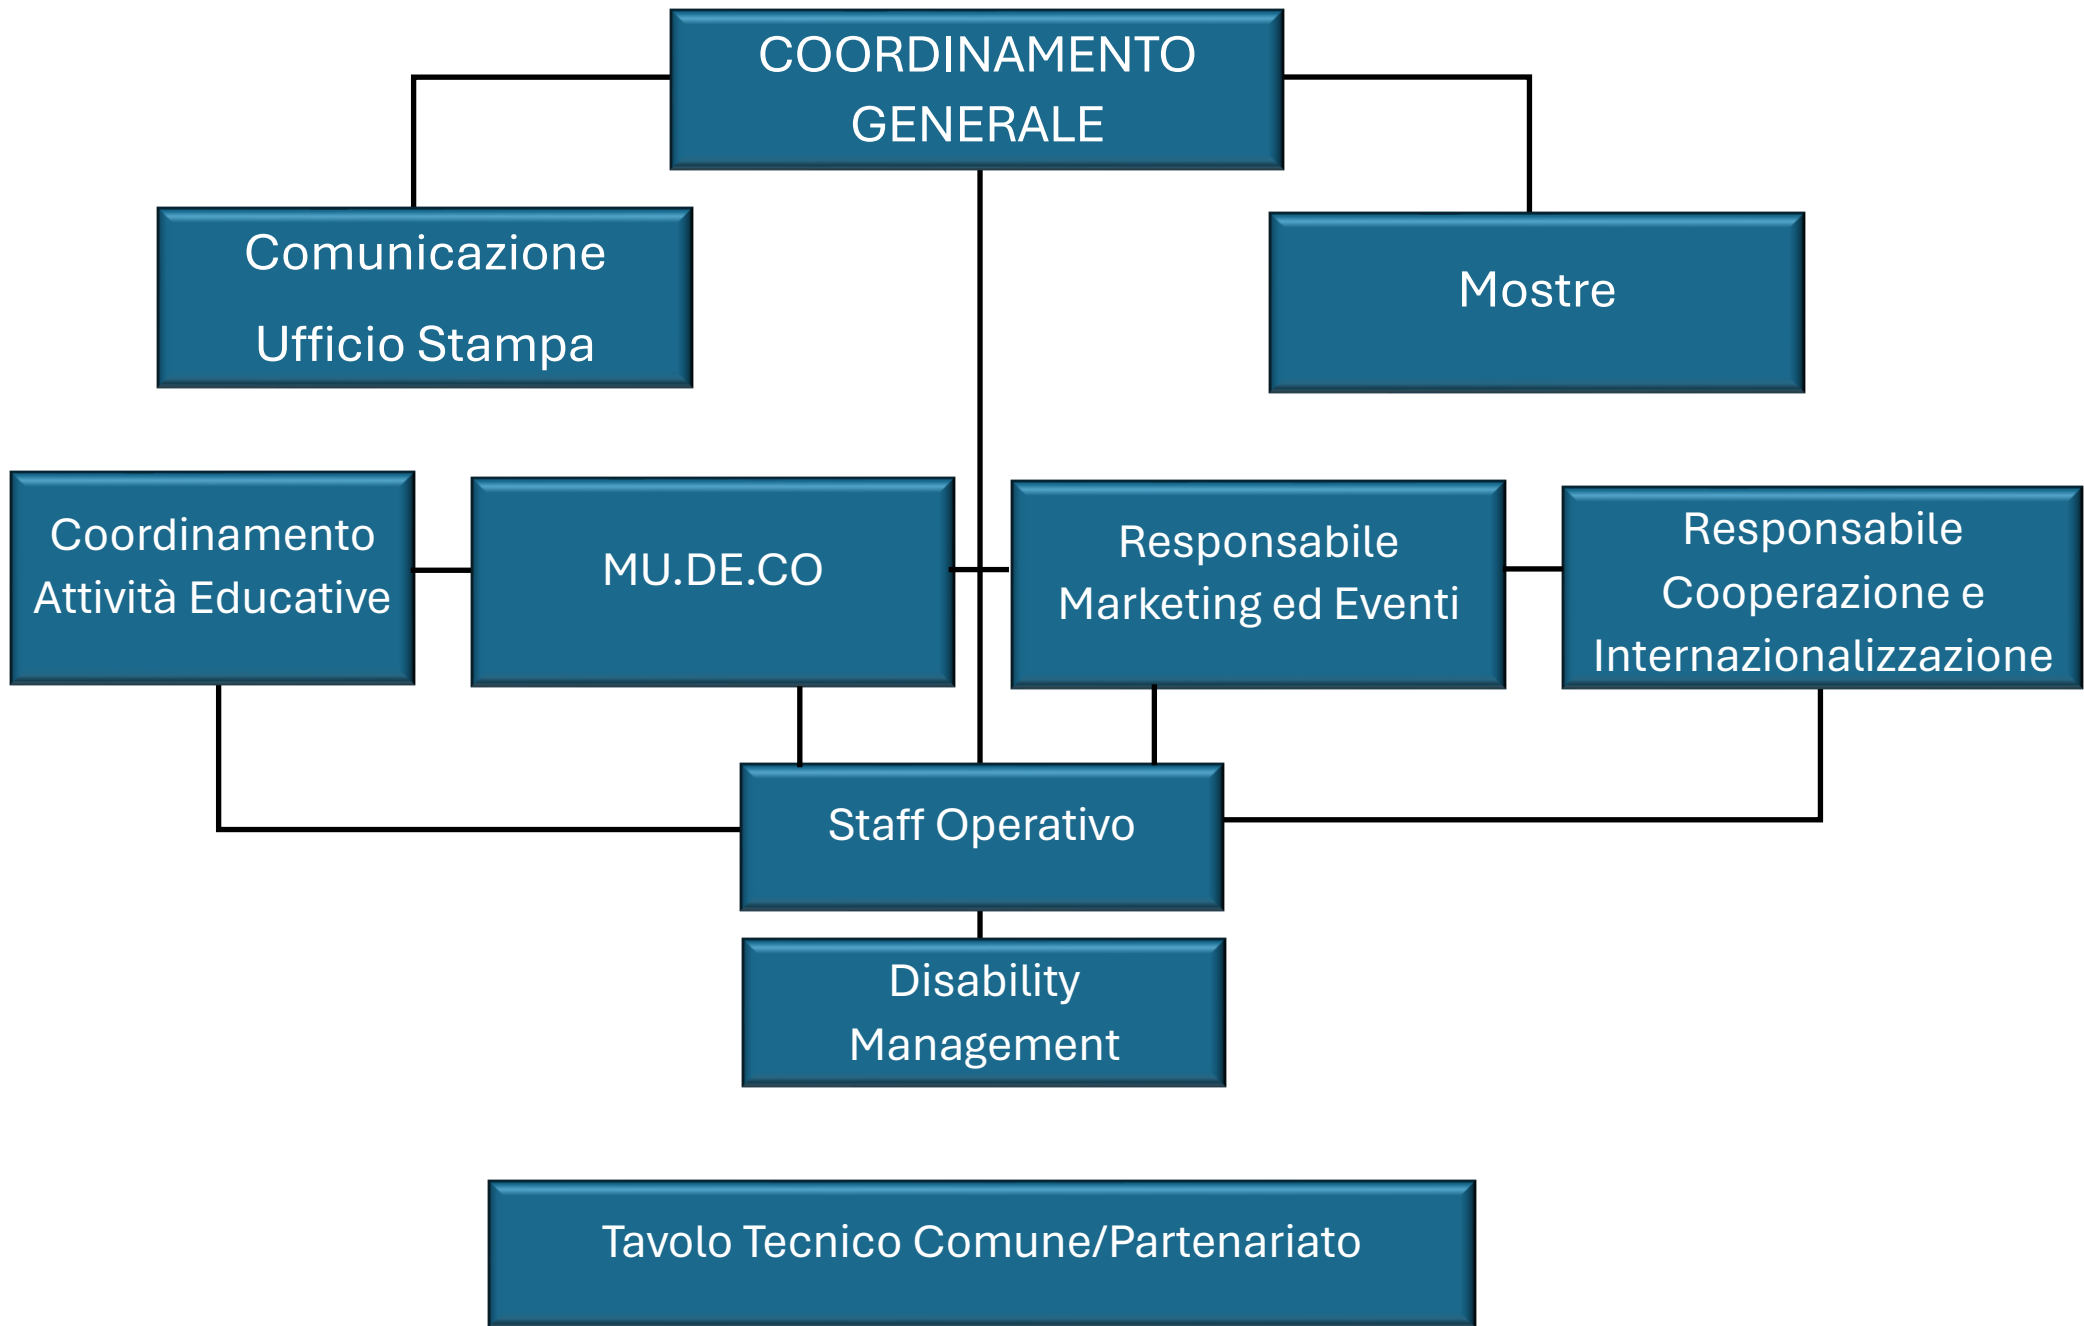 COORDINAMENTO
GENERALE
Comunicazione
Ufficio Stampa
Mostre
Coordinamento
Attività Educative
MU.DE.CO
Responsabile
Marketing ed Eventi
Responsabile
Cooperazione e
Internazionalizzazione
Staff Operativo
Disability
Management
Tavolo Tecnico Comune/Partenariato